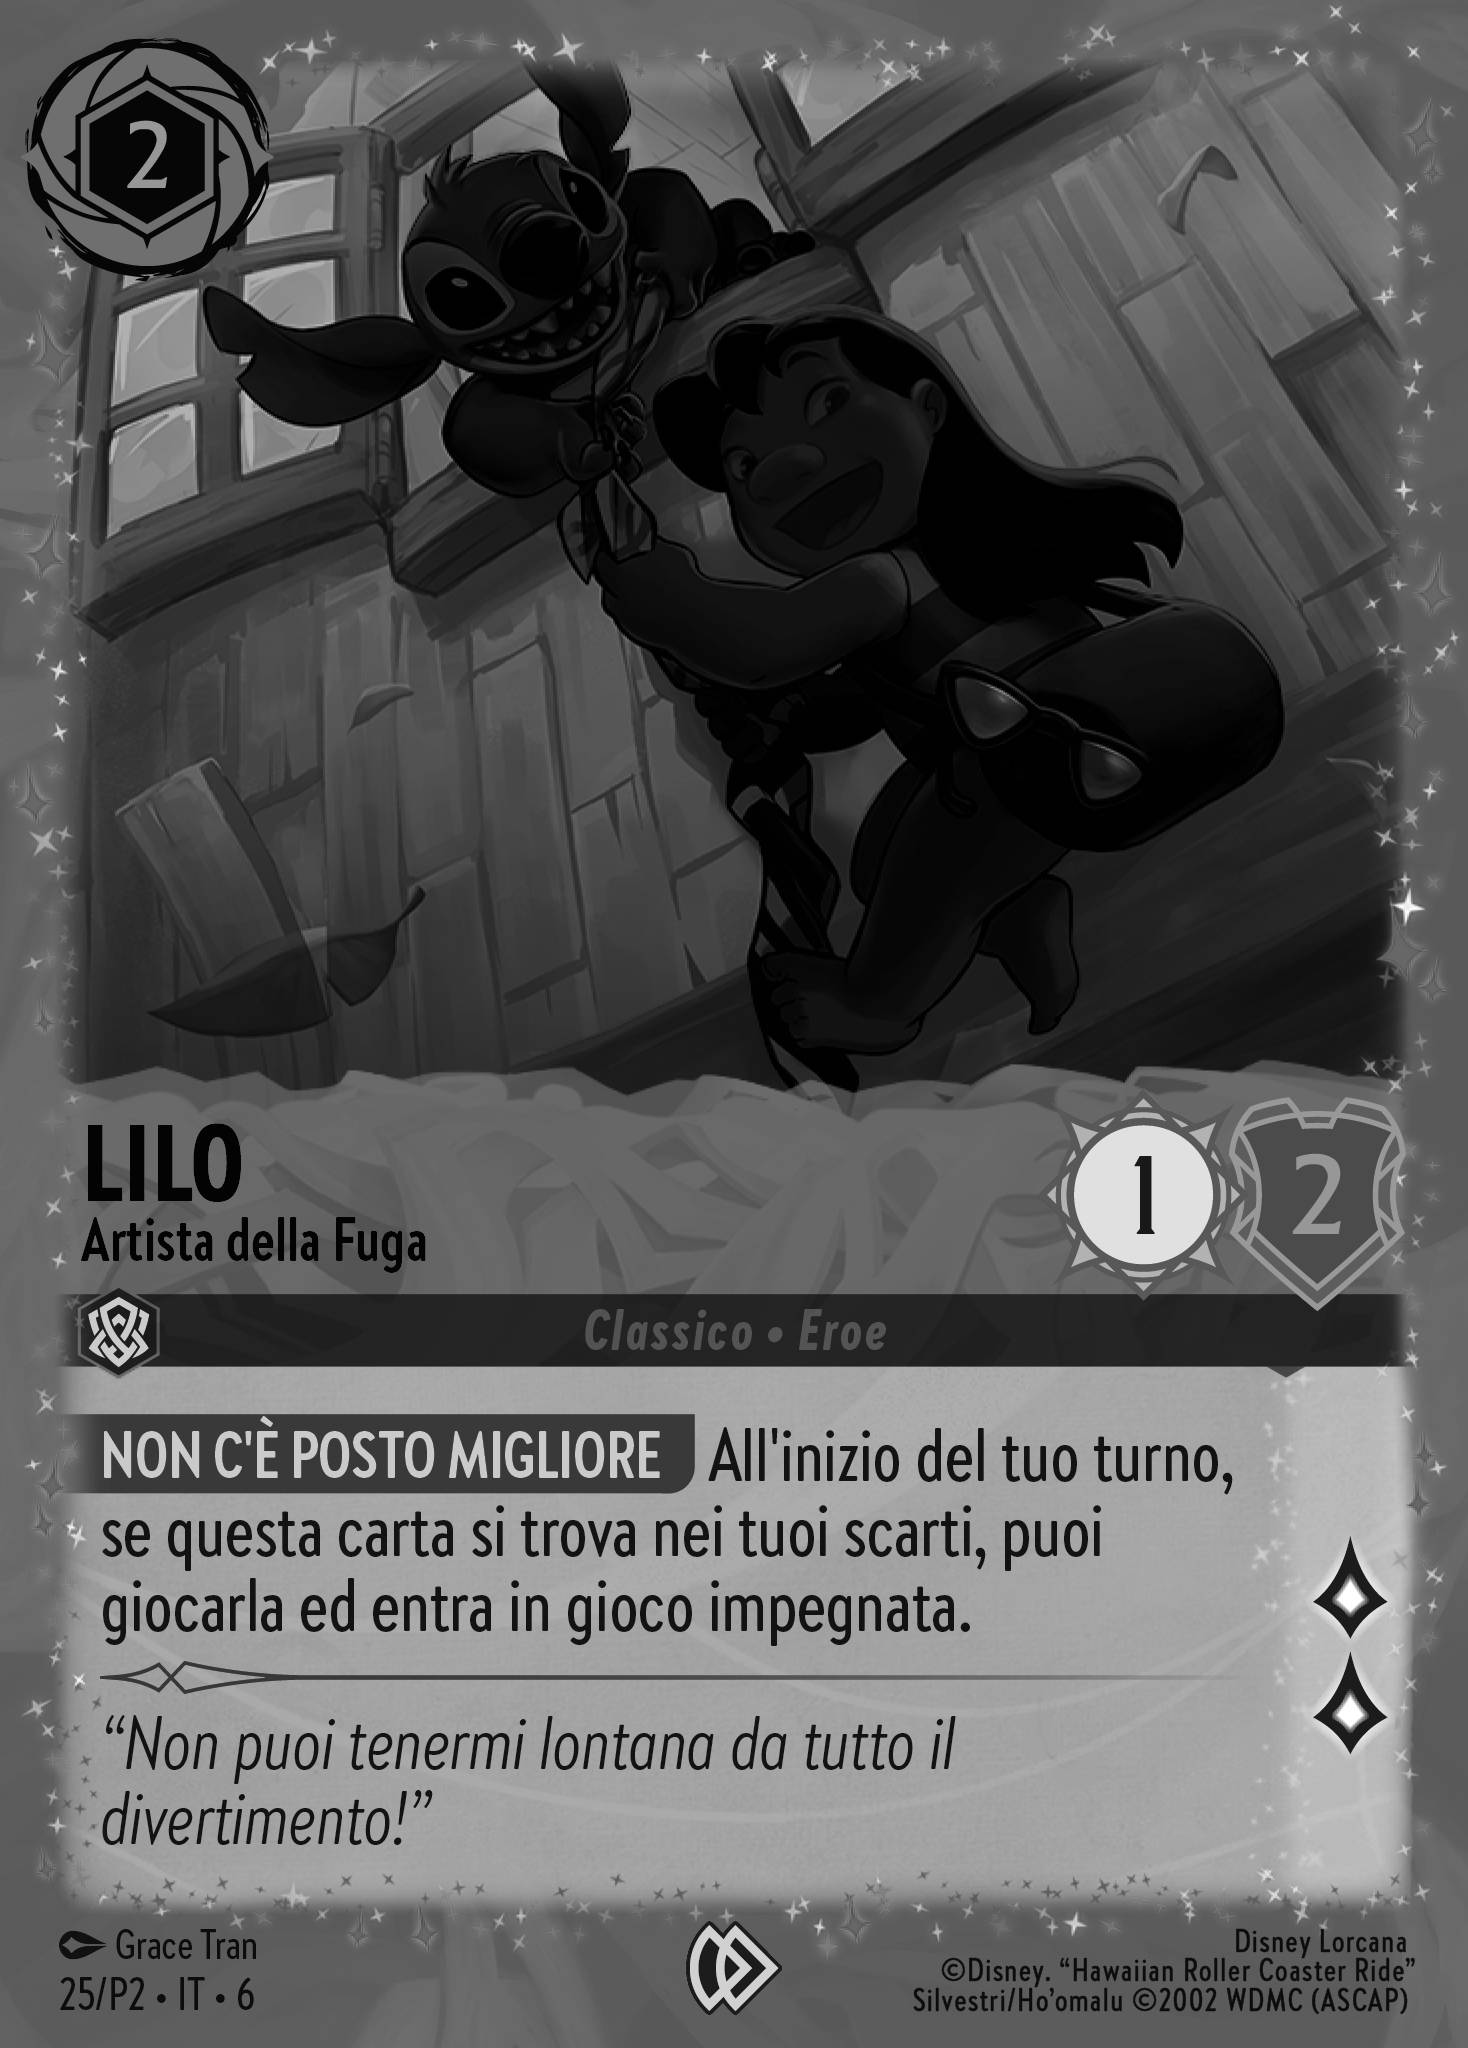 2
LILO
Artista della Fuga
1
2
Classico • Eroe
NON C'È POSTO MIGLIORE All'inizio del tuo turno,
se questa carta si trova nei tuoi scarti, puoi
giocarla ed entra in gioco impegnata.
“Non puoi tenermi lontana da tutto il
divertimento!”
Grace Tran
25/P2 • IT • 6
Disney Lorcana
©Disney. “Hawaiian Roller Coaster Ride”
Silvestri/Ho’omalu ©2002 WDMC (ASCAP)